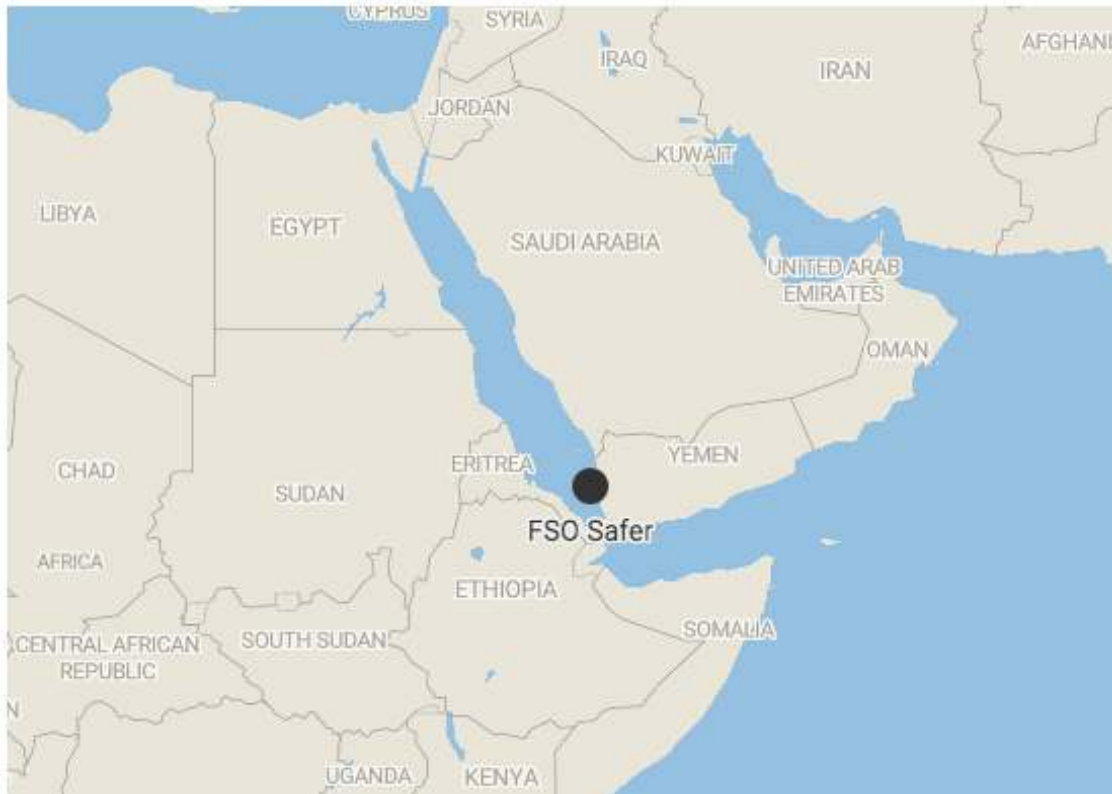 CYPRUS
SYRIA
AFGHANI
IRAQ
IRAN
JORDAN
KUWAIT
LIBYA
EGYPT
SAUDI ARABIA
UNITED ARAB
EMIRATES
OMAN
YEMEN
ERITREA
CHAD
SUDAN
FSO Safer
AFRICA
ETHIOPIA
SOMALIA
CENTRAL AFRICAN
REPUBLIC
SOUTH SUDAN
N
UGANDA
KENYA